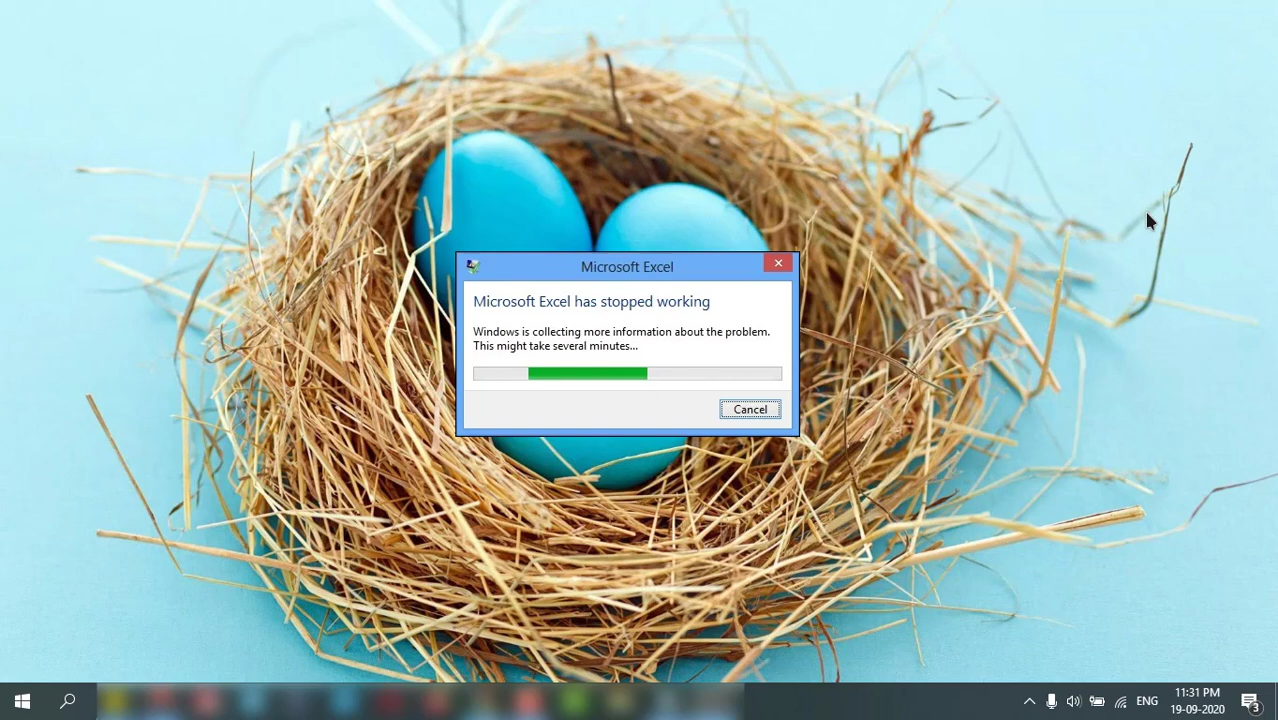 Microsoft Excel
Microsoft Excel has stopped working
Windows is collecting more information about the problem.
This might take several minutes...
Cancel
ENG
11:31 PM
19-09-2020
3